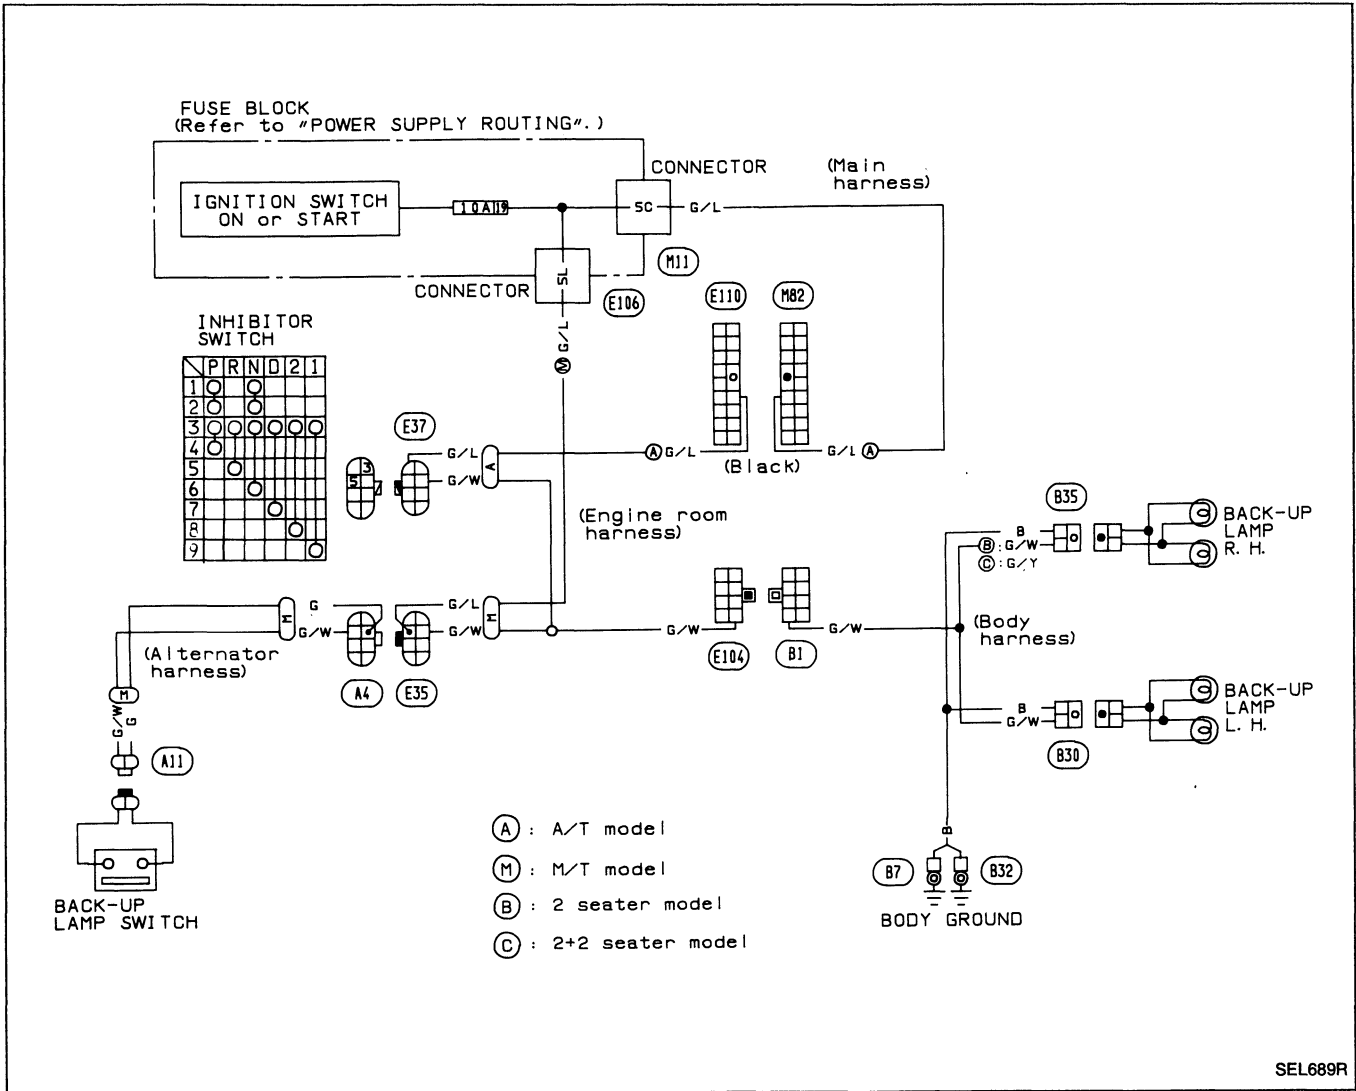 FUSE BLOCK
(Refer to "POWER SUPPLY ROUTING".)
CONNECTOR
(Main
harness)
IGNITION SWITCH
ON or START
10A 19
5C
G/L
M11
5L
CONNECTOR
E106
E110
M82
G/L
M
INHIBITOR
SWITCH
P R N D 2 1
1
2
3
4
5
6
7
8
9
E37
3
5
G/L
G/W
A
A G/L
(Black)
G/L A
(Engine room
harness)
B35
B
B : G/W
C : G/Y
BACK-UP
LAMP
R. H.
M
G
G/W
G/L
G/W
M
G/W
G/W
(Alternator
harness)
A4
E35
E104
B1
(Body
harness)
M
G/W
G
A11
B
G/W
B30
BACK-UP
LAMP
L. H.
B
B7
B32
BODY GROUND
BACK-UP
LAMP SWITCH
A : A/T model
M : M/T model
B : 2 seater model
C : 2+2 seater model
SEL689R